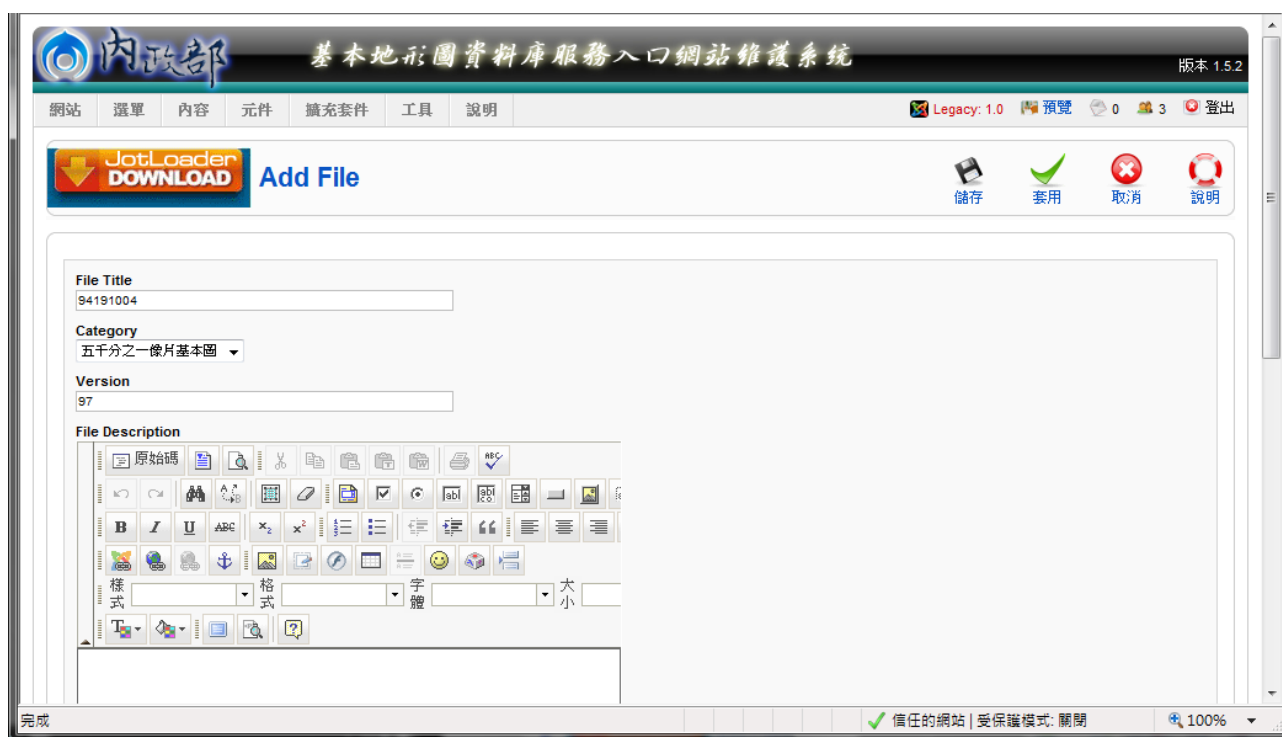 內政部 基本地形圖資料庫服務入口網站維護系統
版本 1.5.2
網站 選單 內容 元件 擴充套件 工具 說明 Legacy: 1.0 預覽 0 3 登出
JotLoader
DOWNLOAD
Add File
儲存 套用 取消 說明
File Title
94191004
Category
五千分之一像片基本圖
Version
97
File Description
原始碼
樣式 格式 字體 大小
完成 信任的網站 | 受保護模式: 關閉 100%